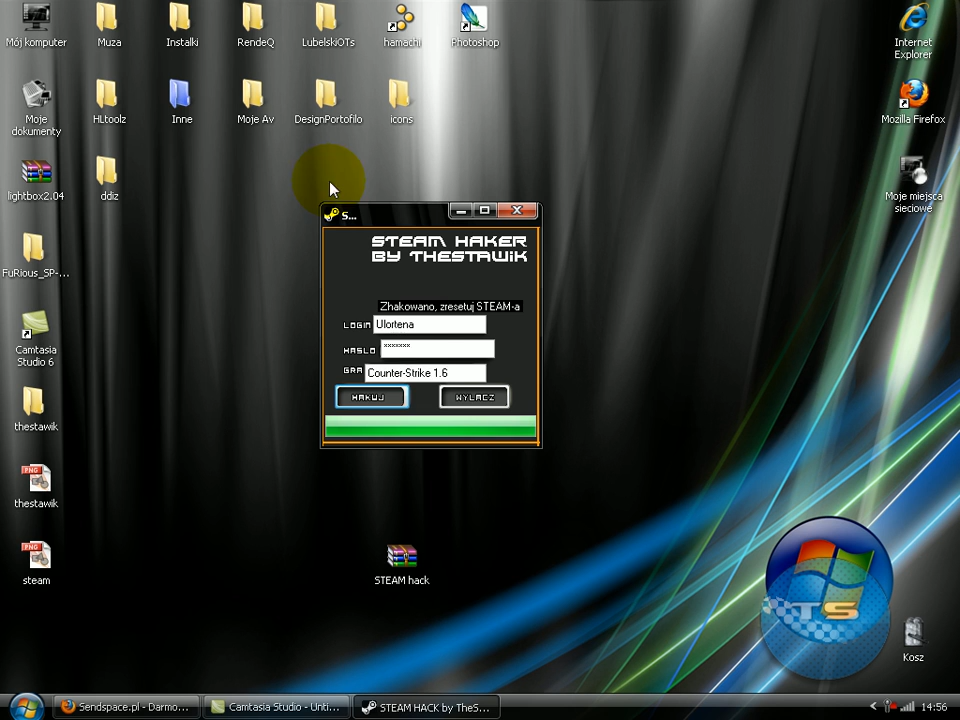 Mój komputer
Muza
Instalki
RendeQ
LubelskiOTs
hamachi
Photoshop
Internet
Explorer
Moje
dokumenty
HLtoolz
Inne
Moje Av
DesignPortofilo
icons
Mozilla Firefox
lightbox2.04
ddiz
Moje miejsca
sieciowe
FuRious_SP-...
Camtasia
Studio 6
thestawik
PNG
thestawik
PNG
steam
S...
STEAM HAKER
BY THESTAWIK
Zhakowano, zresetuj STEAM-a
LOGIN Ulortena
HASLO *******
GRA Counter-Strike 1.6
HAKUJ WYLACZ
STEAM hack
TS
Kosz
Sendspace.pl - Darmo...
Camtasia Studio - Unti...
STEAM HACK by TheS...
14:56